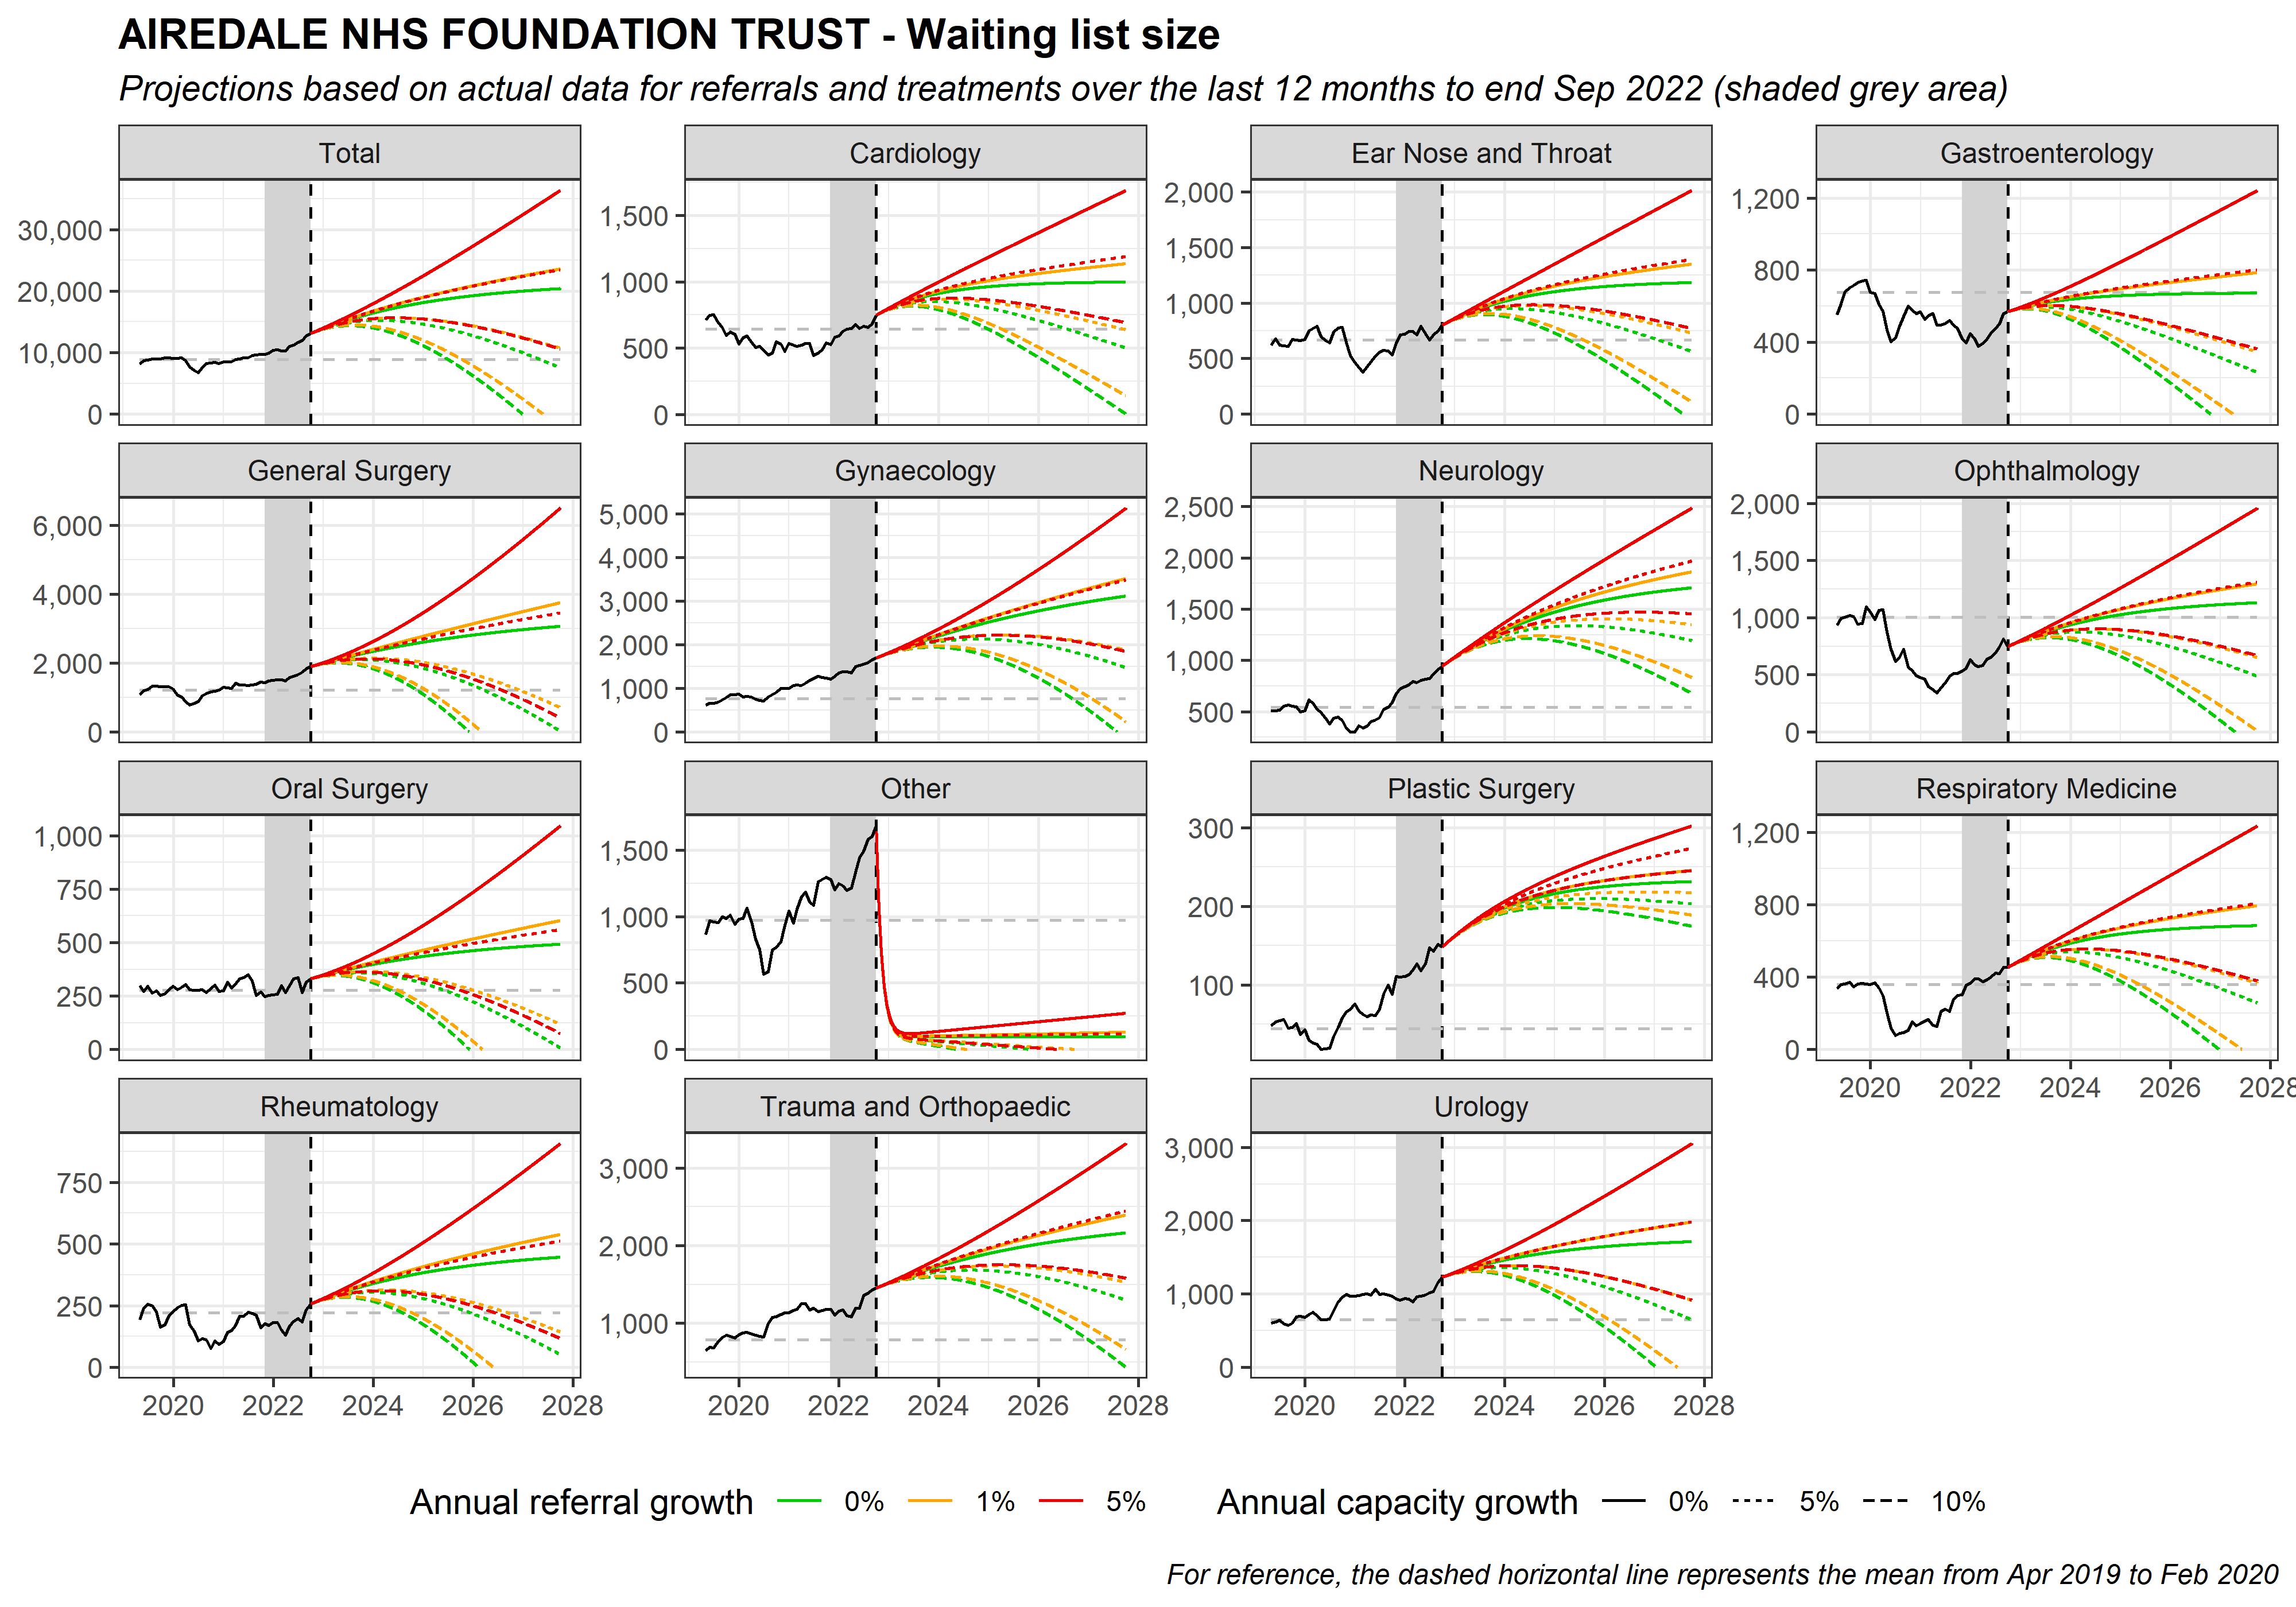 AIREDALE NHS FOUNDATION TRUST - Waiting list size
Projections based on actual data for referrals and treatments over the last 12 months to end Sep 2022 (shaded grey area)
Total
30,000
20,000
10,000
0
Cardiology
1,500
1,000
500
0
Ear Nose and Throat
2,000
1,500
1,000
500
0
Gastroenterology
1,200
800
400
0
General Surgery
6,000
4,000
2,000
0
Gynaecology
5,000
4,000
3,000
2,000
1,000
0
Neurology
2,500
2,000
1,500
1,000
500
Ophthalmology
2,000
1,500
1,000
500
0
Oral Surgery
1,000
750
500
250
0
Other
1,500
1,000
500
0
Plastic Surgery
300
200
100
Respiratory Medicine
1,200
800
400
0
2020 2022 2024 2026 2028
Rheumatology
750
500
250
0
2020 2022 2024 2026 2028
Trauma and Orthopaedic
3,000
2,000
1,000
2020 2022 2024 2026 2028
Urology
3,000
2,000
1,000
0
2020 2022 2024 2026 2028
Annual referral growth 0% 1% 5% Annual capacity growth 0% 5% 10%
For reference, the dashed horizontal line represents the mean from Apr 2019 to Feb 2020